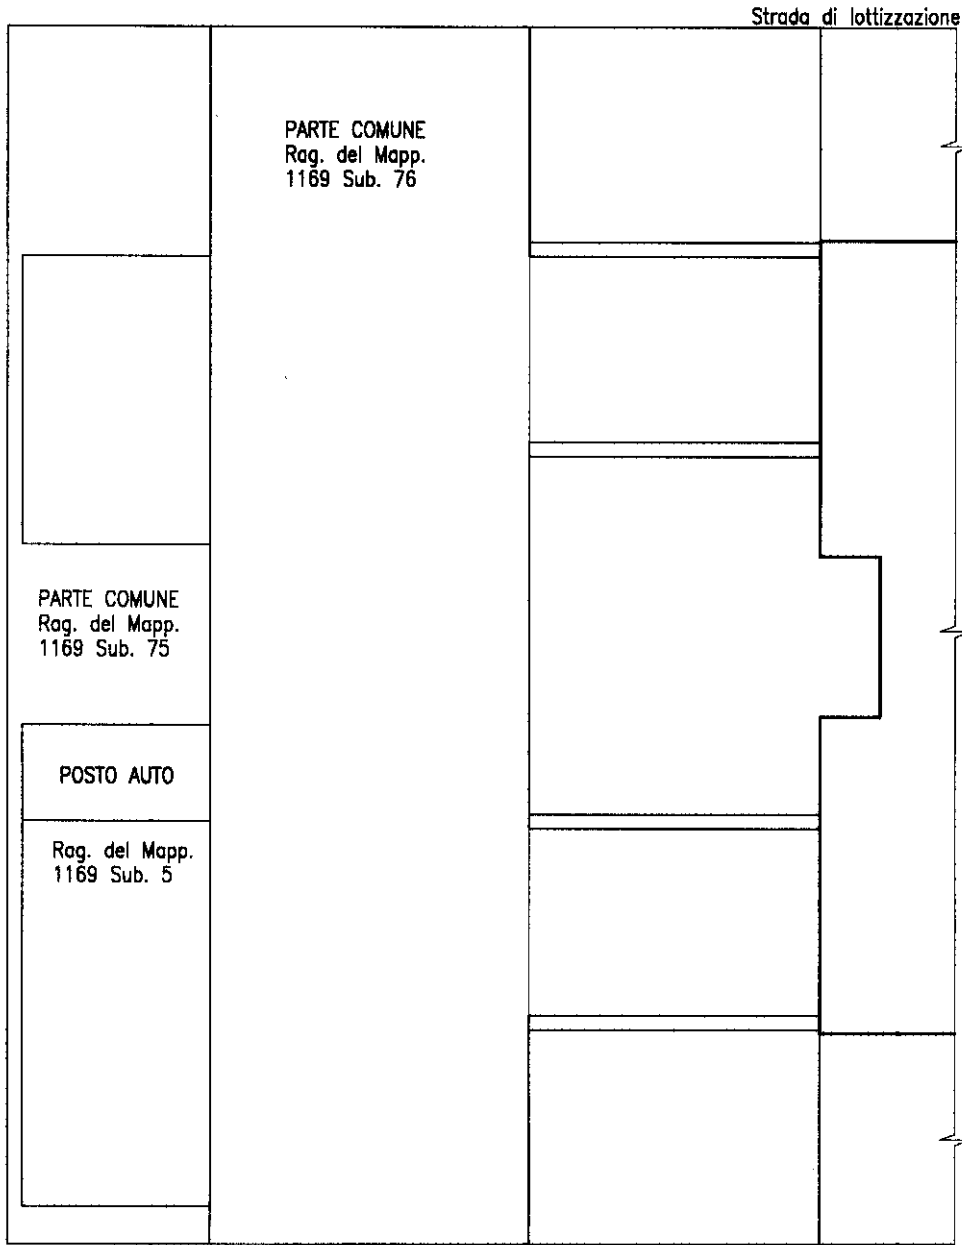 Strada di lottizzazione
PARTE COMUNE
Rag. del Mapp.
1169 Sub. 76
PARTE COMUNE
Rag. del Mapp.
1169 Sub. 75
POSTO AUTO
Rag. del Mapp.
1169 Sub. 5